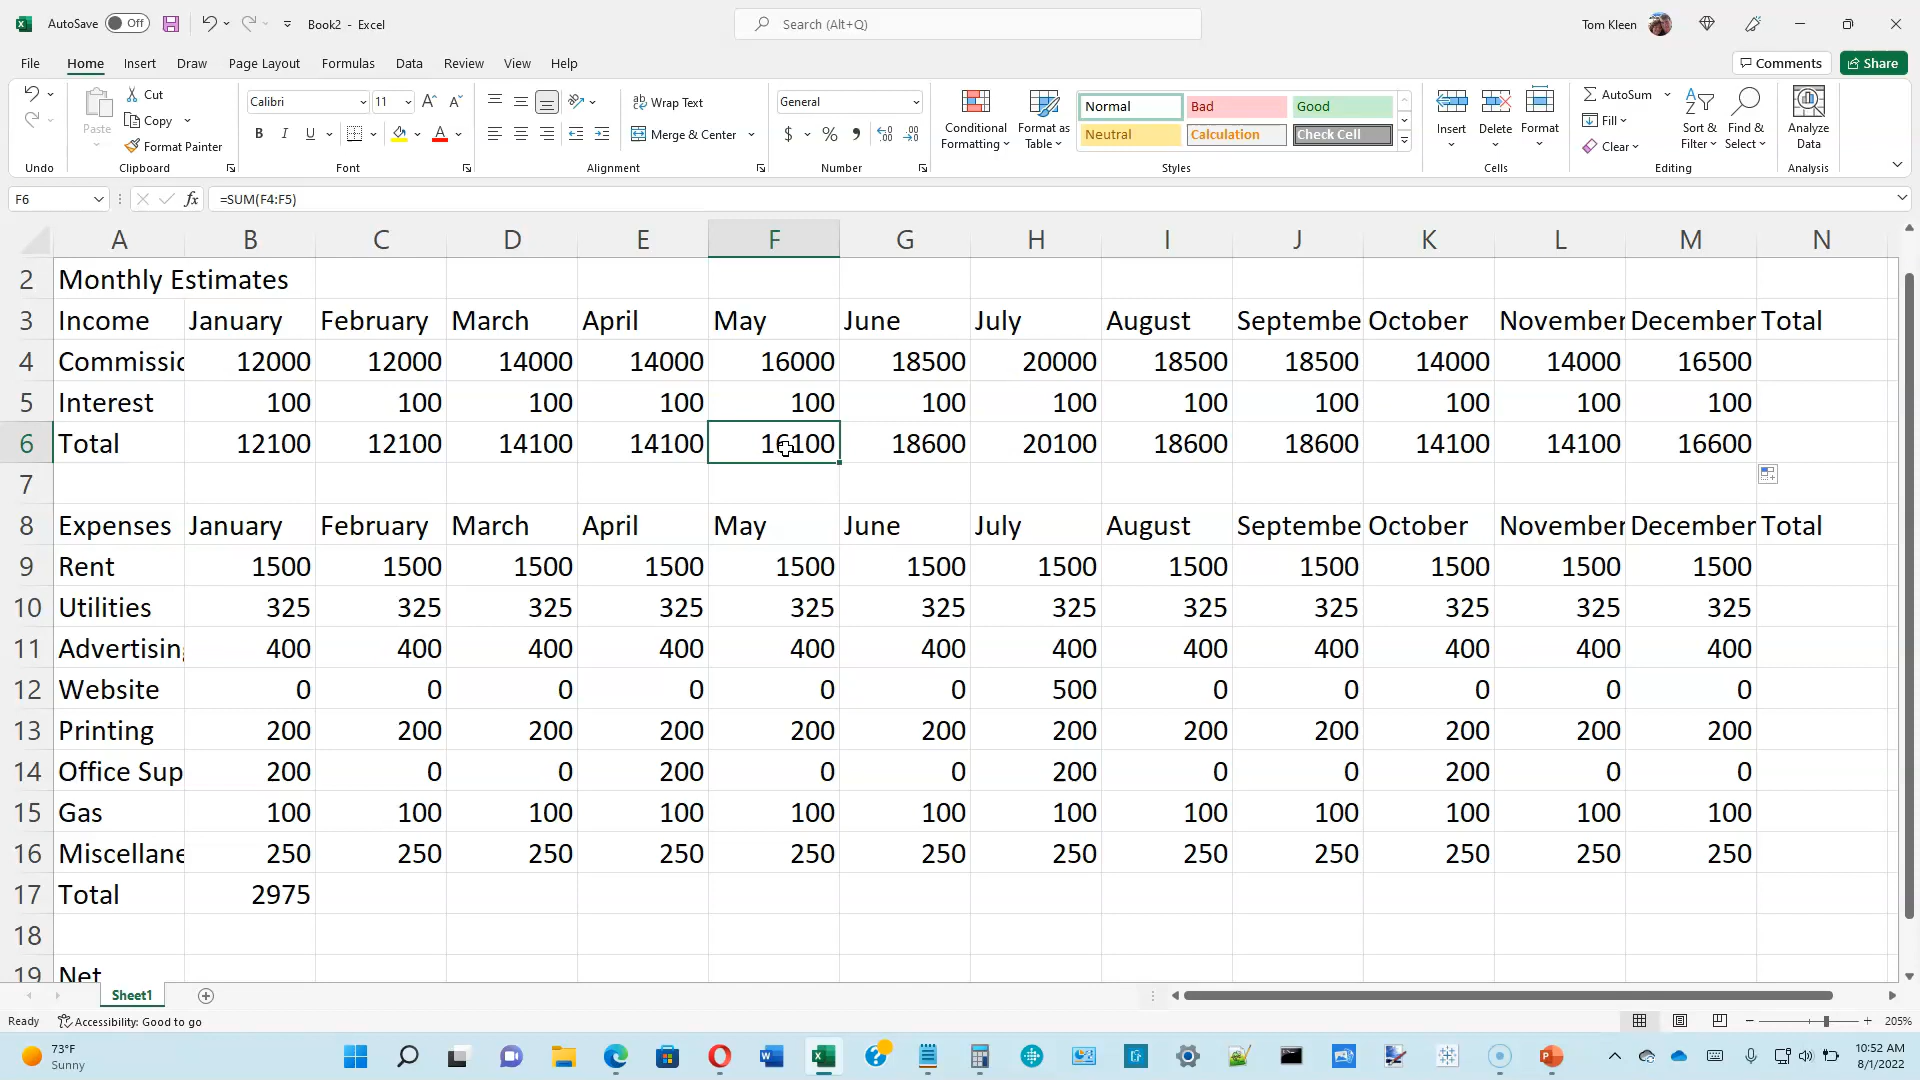 AutoSave Off Book2 - Excel Search (Alt+Q) Tom Kleen
File Home Insert Draw Page Layout Formulas Data Review View Help Comments Share
Cut
Copy
Format Painter
Paste
Undo Clipboard
Calibri 11
B I U A
Font
Wrap Text
Merge & Center
Alignment
General
$ % 9
Number
Conditional Formatting
Format as Table
Normal Bad Good
Neutral Calculation Check Cell
Styles
Insert Delete Format
Cells
AutoSum
Fill
Clear
Sort & Filter
Find & Select
Editing
Analyze Data
Analysis
F6 fx =SUM(F4:F5)
A B C D E F G H I J K L M N
2 Monthly Estimates
3 Income January February March April May June July August Septembe October November December Total
4 Commissic 12000 12000 14000 14000 16000 18500 20000 18500 18500 14000 14000 16500
5 Interest 100 100 100 100 100 100 100 100 100 100 100 100
6 Total 12100 12100 14100 14100 16100 18600 20100 18600 18600 14100 14100 16600
7
8 Expenses January February March April May June July August Septembe October November December Total
9 Rent 1500 1500 1500 1500 1500 1500 1500 1500 1500 1500 1500 1500
10 Utilities 325 325 325 325 325 325 325 325 325 325 325 325
11 Advertisin 400 400 400 400 400 400 400 400 400 400 400 400
12 Website 0 0 0 0 0 0 500 0 0 0 0 0
13 Printing 200 200 200 200 200 200 200 200 200 200 200 200
14 Office Sup 200 0 0 200 0 0 200 0 0 200 0 0
15 Gas 100 100 100 100 100 100 100 100 100 100 100 100
16 Miscellane 250 250 250 250 250 250 250 250 250 250 250 250
17 Total 2975
18
19 Net
Sheet1
Ready Accessibility: Good to go 205%
73°F
Sunny
10:52 AM
8/1/2022